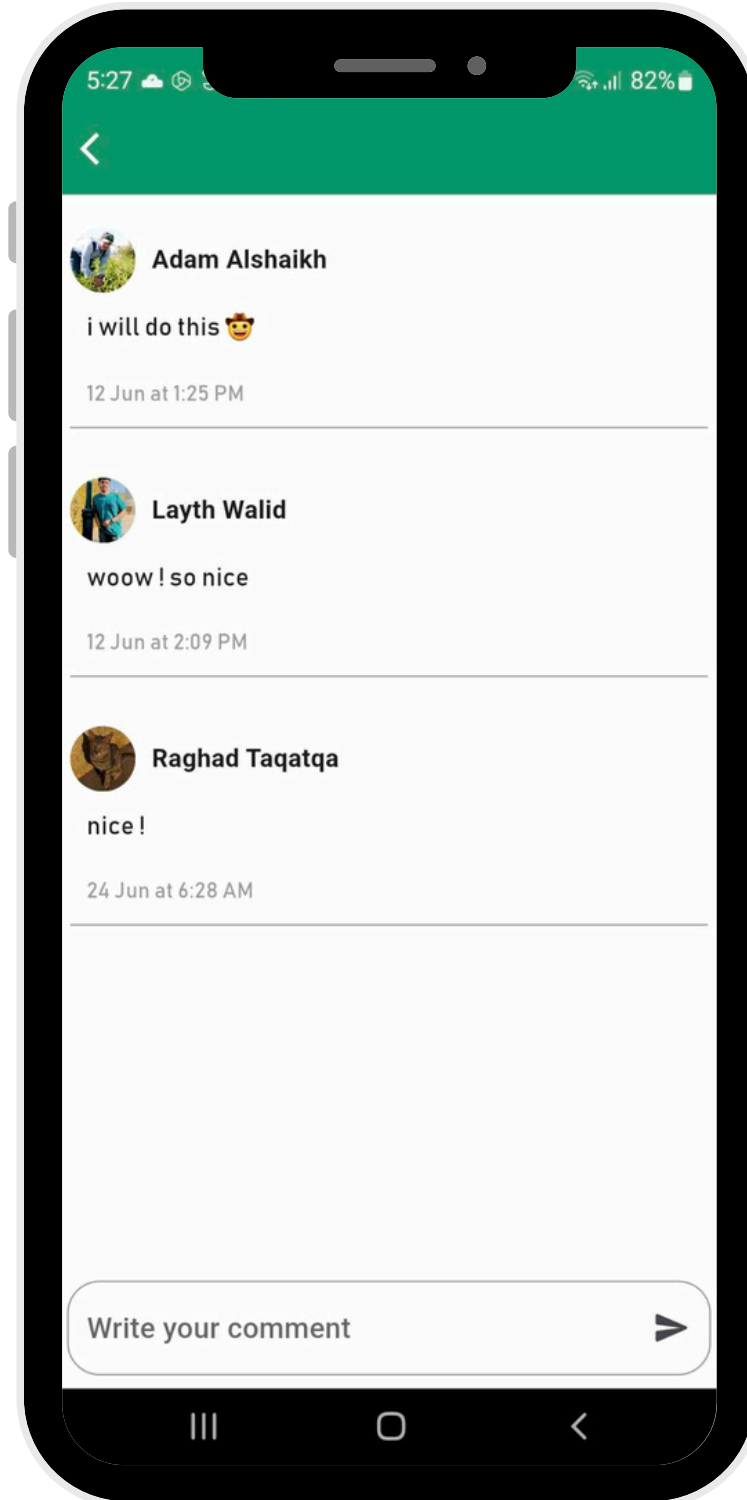 5:27 82%
Adam Alshaikh
i will do this 🤠
12 Jun at 1:25 PM
Layth Walid
woow ! so nice
12 Jun at 2:09 PM
Raghad Taqatqa
nice !
24 Jun at 6:28 AM
Write your comment